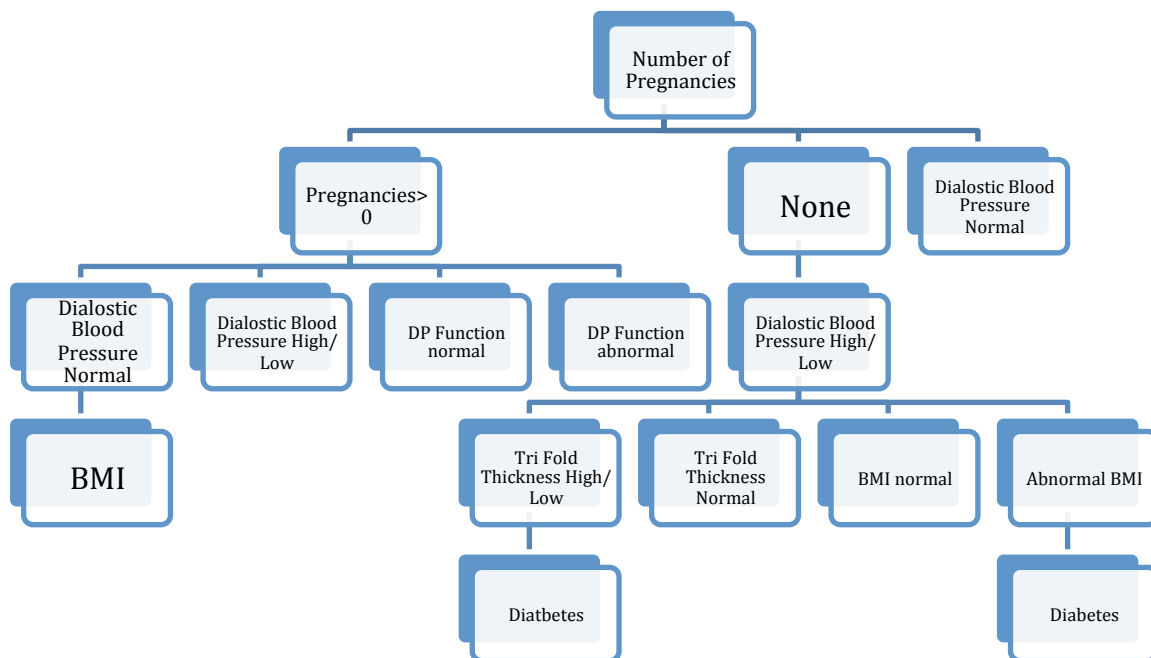 Number of
Pregnancies
Pregnancies>
0
None
Dialostic Blood
Pressure
Normal
Dialostic
Blood
Pressure
Normal
Dialostic Blood
Pressure High/
Low
DP Function
normal
DP Function
abnormal
Dialostic Blood
Pressure High/
Low
BMI
Tri Fold
Thickness High/
Low
Tri Fold
Thickness
Normal
BMI normal
Abnormal BMI
Diatbetes
Diabetes